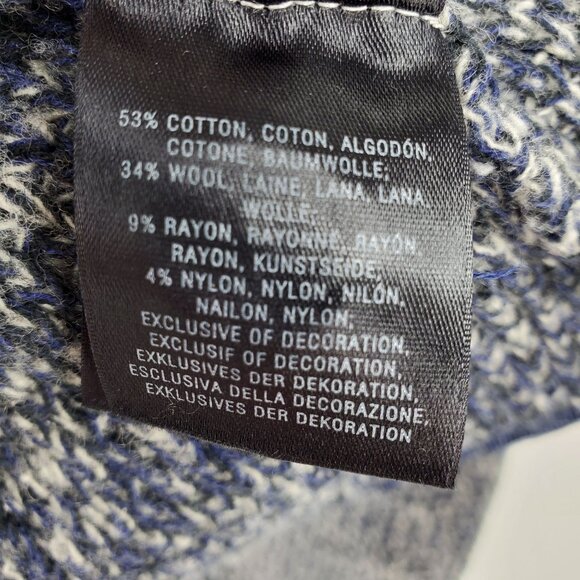 53% COTTON, COTON, ALGODÓN,
COTONE, BAUMWOLLE,
34% WOOL, LAINE, LANA, LANA
WOLLE,
9% RAYON, RAYONNE, RAYÓN,
RAYON, KUNSTSEIDE,
4% NYLON, NYLON, NILÓN,
NAILON, NYLON,
EXCLUSIVE OF DECORATION,
EXCLUSIF OF DECORATION,
EXKLUSIVES DER DEKORATION,
ESCLUSIVA DELLA DECORAZIONE,
EXKLUSIVES DER DEKORATION